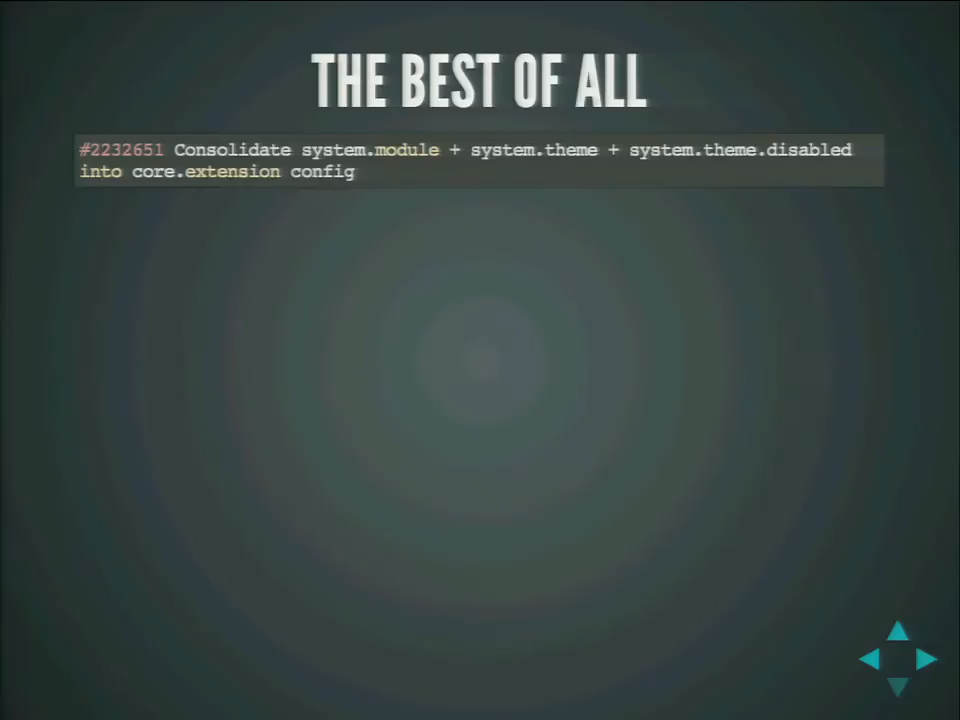 THE BEST OF ALL
#2232651 Consolidate system.module + system.theme + system.theme.disabled
into core.extension config